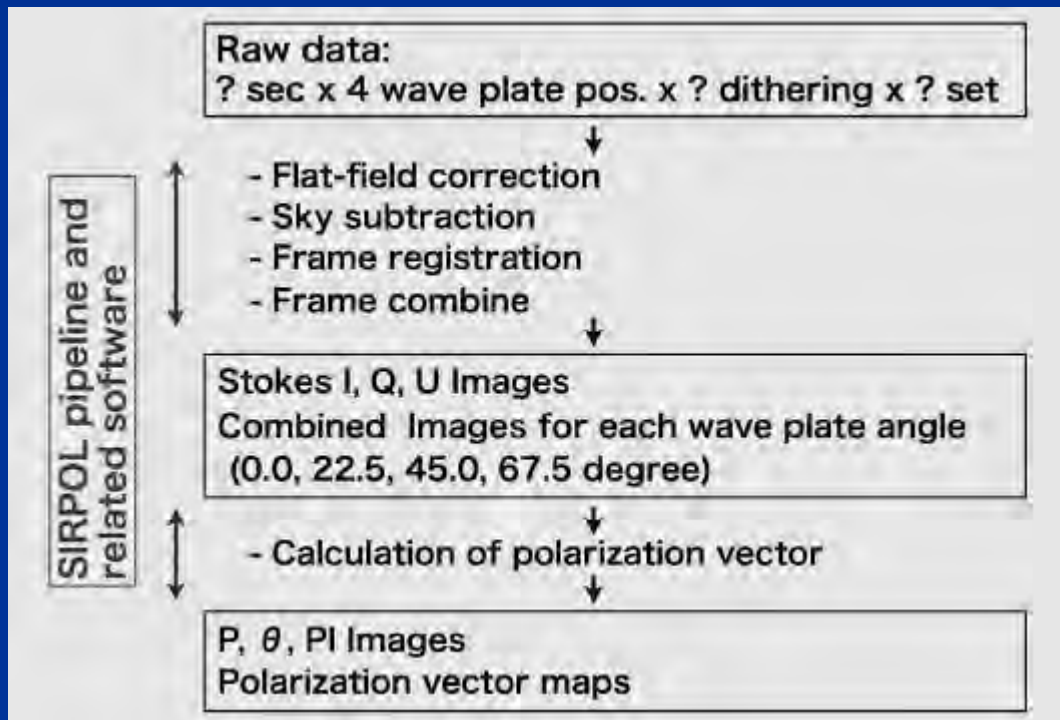 Raw data:
? sec x 4 wave plate pos. x ? dithering x ? set
- Flat-field correction
- Sky subtraction
- Frame registration
- Frame combine
SIRPOL pipeline and
related software
Stokes I, Q, U Images
Combined Images for each wave plate angle
(0.0, 22.5, 45.0, 67.5 degree)
- Calculation of polarization vector
P, θ, PI Images
Polarization vector maps